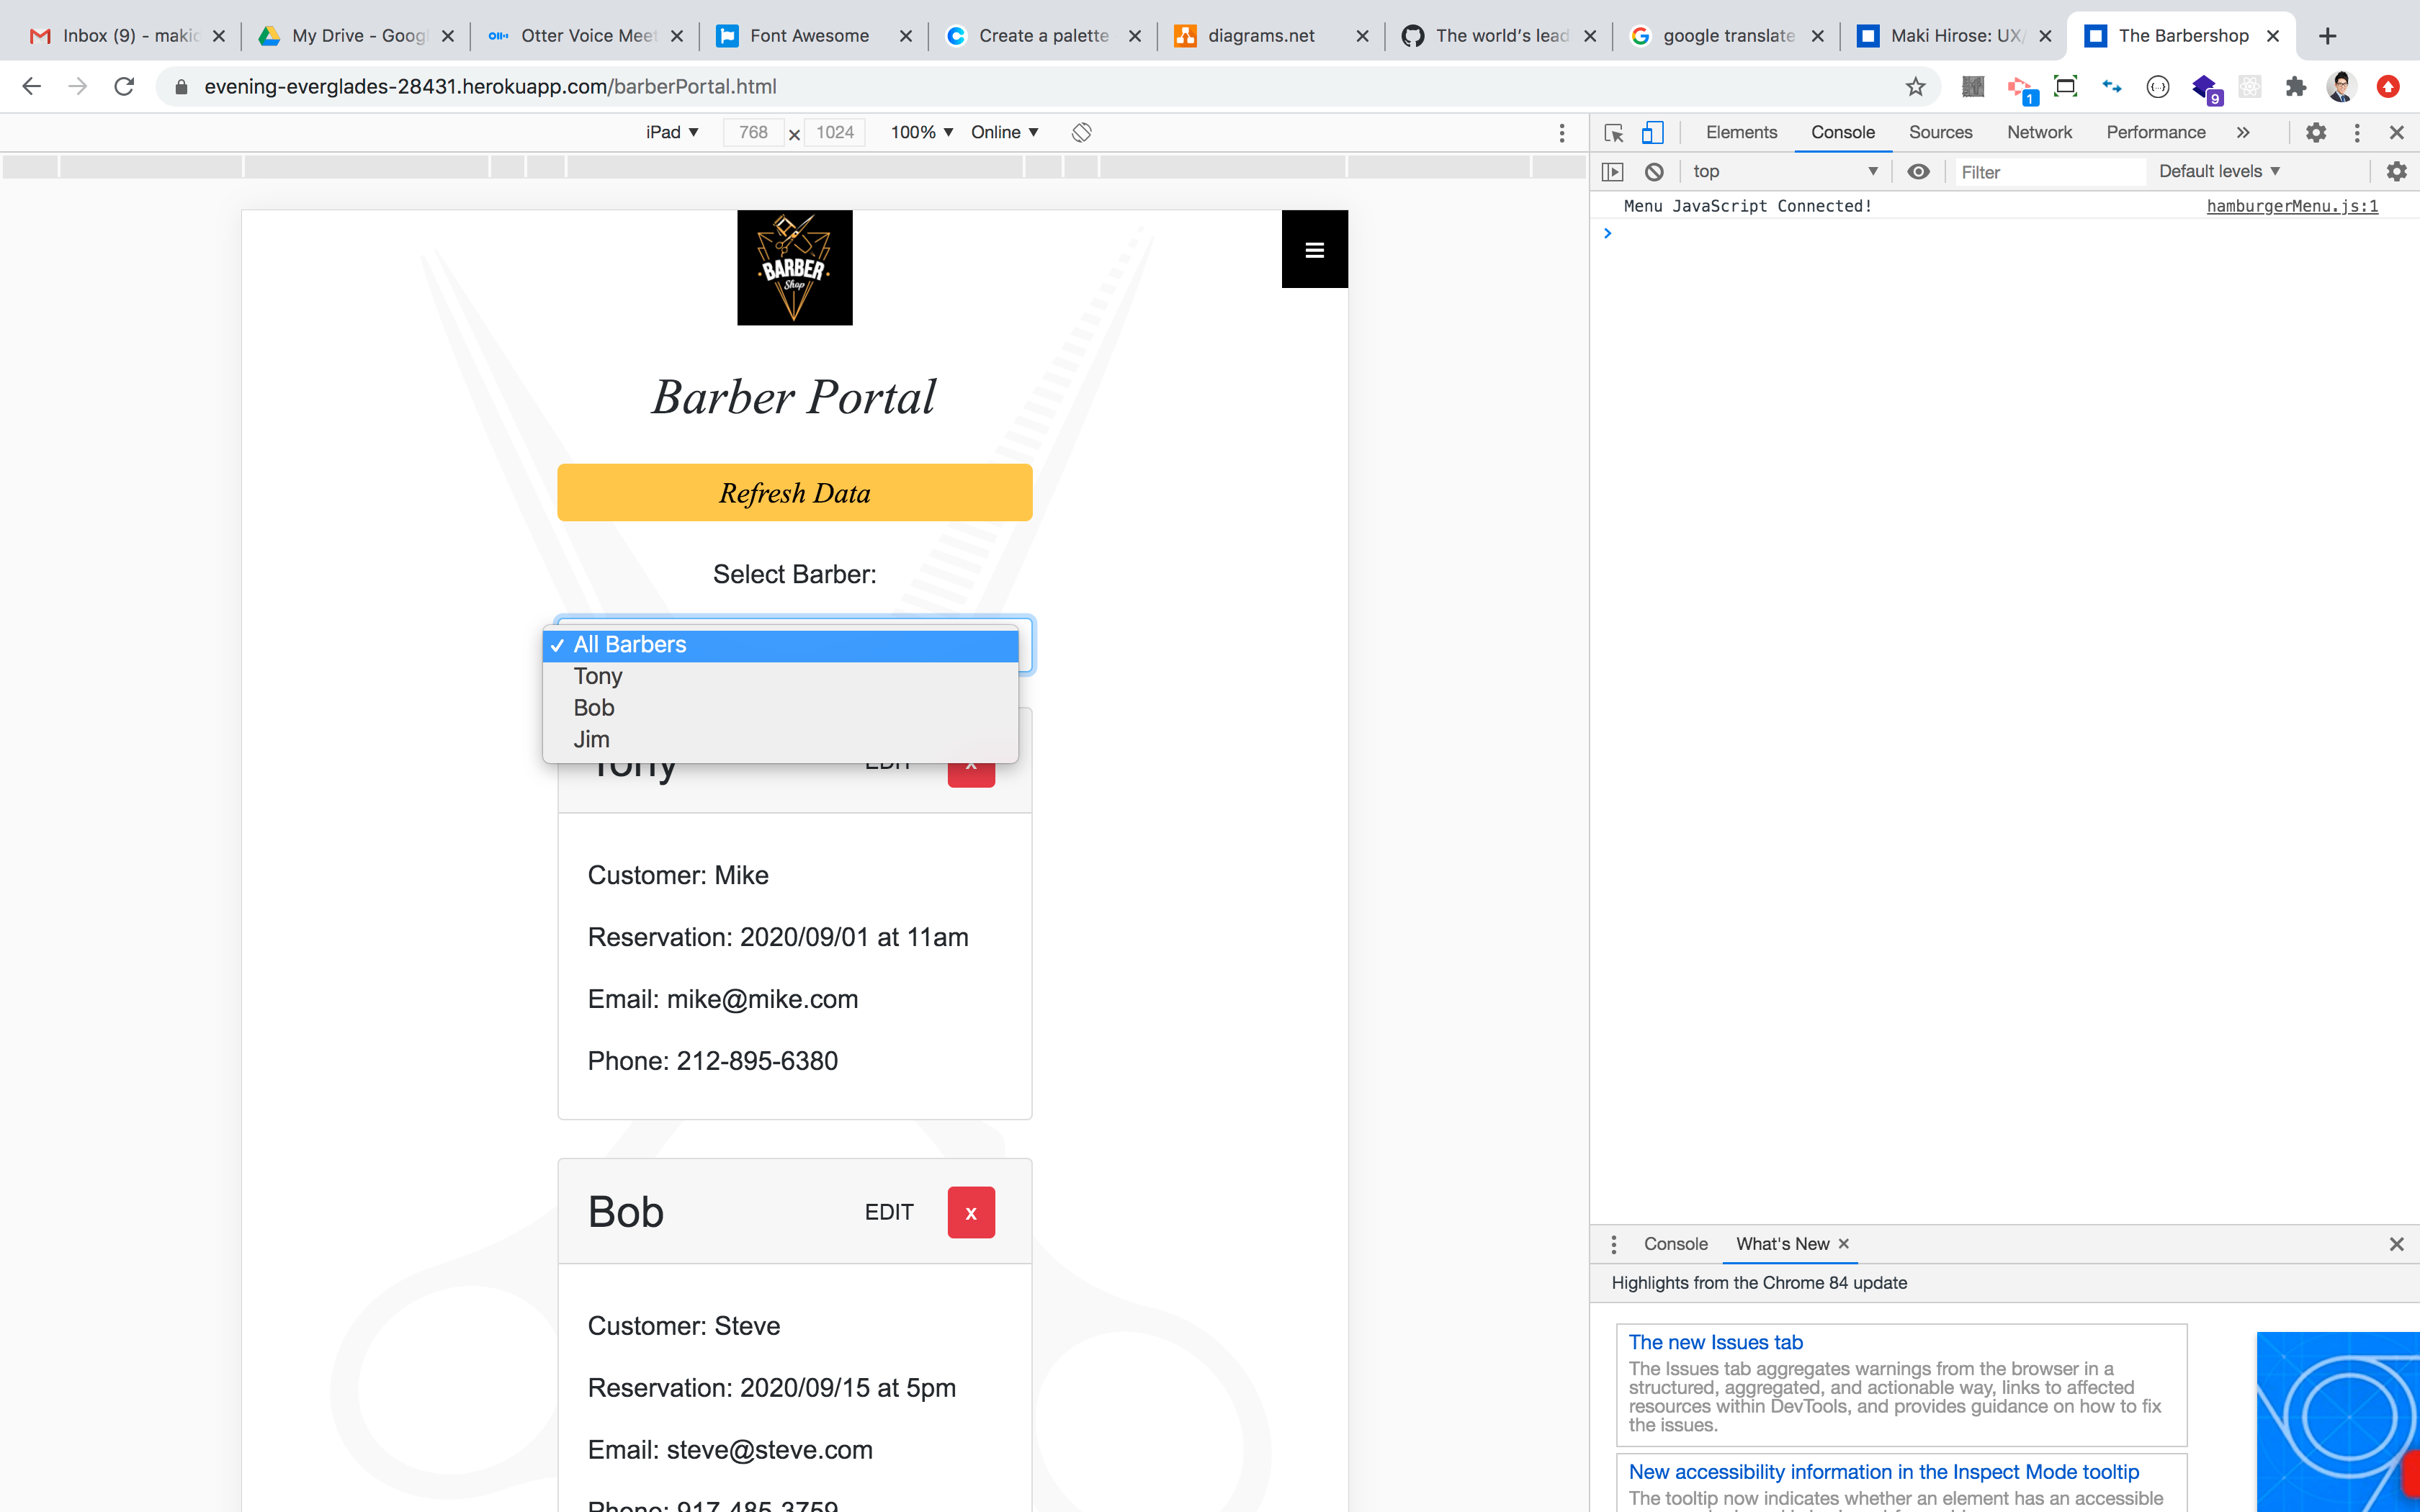 Inbox (9) - makic
My Drive - Googl
Otter Voice Meet
Font Awesome
Create a palette
diagrams.net
The world's lead
google translate
Maki Hirose: UX/
The Barbershop
evening-everglades-28431.herokuapp.com/barberPortal.html
1
9
iPad
768
x
1024
100%
Online
Elements
Console
Sources
Network
Performance
top
Filter
Default levels
Menu JavaScript Connected!
hamburgerMenu.js:1
BARBER
Shop
Barber Portal
Refresh Data
Select Barber:
All Barbers
Tony
Bob
Jim
Tony
EDIT
x
Customer: Mike
Reservation: 2020/09/01 at 11am
Email: mike@mike.com
Phone: 212-895-6380
Bob
EDIT
x
Customer: Steve
Reservation: 2020/09/15 at 5pm
Email: steve@steve.com
Phone: 917-485-3759
Console
What's New
Highlights from the Chrome 84 update
The new Issues tab
The Issues tab aggregates warnings from the browser in a
structured, aggregated, and actionable way, links to affected
resources within DevTools, and provides guidance on how to fix
the issues.
New accessibility information in the Inspect Mode tooltip
The tooltip now indicates whether an element has an accessible